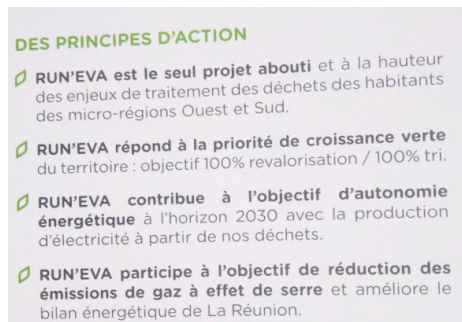 DES PRINCIPES D'ACTION
RUN'EVA est le seul projet abouti et à la hauteur
des enjeux de traitement des déchets des habitants
des micro-régions Ouest et Sud.
RUN'EVA répond à la priorité de croissance verte
du territoire : objectif 100% revalorisation / 100% tri.
RUN'EVA contribue à l'objectif d'autonomie
énergétique à l'horizon 2030 avec la production
d'électricité à partir de nos déchets.
RUN'EVA participe à l'objectif de réduction des
émissions de gaz à effet de serre et améliore le
bilan énergétique de La Réunion.